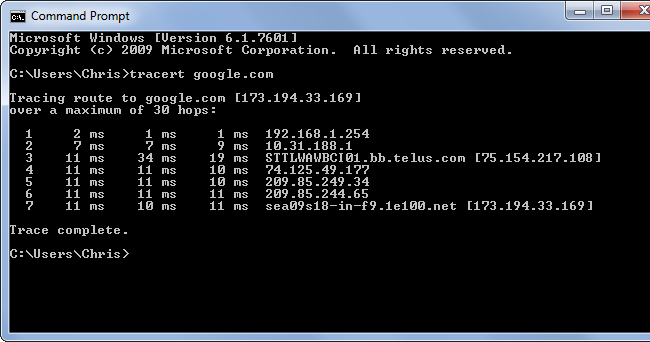 Command Prompt
Microsoft Windows [Version 6.1.7601]
Copyright (c) 2009 Microsoft Corporation.  All rights reserved.
C:\Users\Chris>tracert google.com
Tracing route to google.com [173.194.33.169]
over a maximum of 30 hops:
  1     2 ms     1 ms     1 ms  192.168.1.254
  2     7 ms     7 ms     9 ms  10.31.188.1
  3    11 ms    34 ms    19 ms  STTLWAWBCI01.bb.telus.com [75.154.217.108]
  4    11 ms    11 ms    10 ms  74.125.49.177
  5    11 ms    11 ms    10 ms  209.85.249.34
  6    11 ms    11 ms    11 ms  209.85.244.65
  7    11 ms    10 ms    11 ms  sea09s18-in-f9.1e100.net [173.194.33.169]
Trace complete.
C:\Users\Chris>